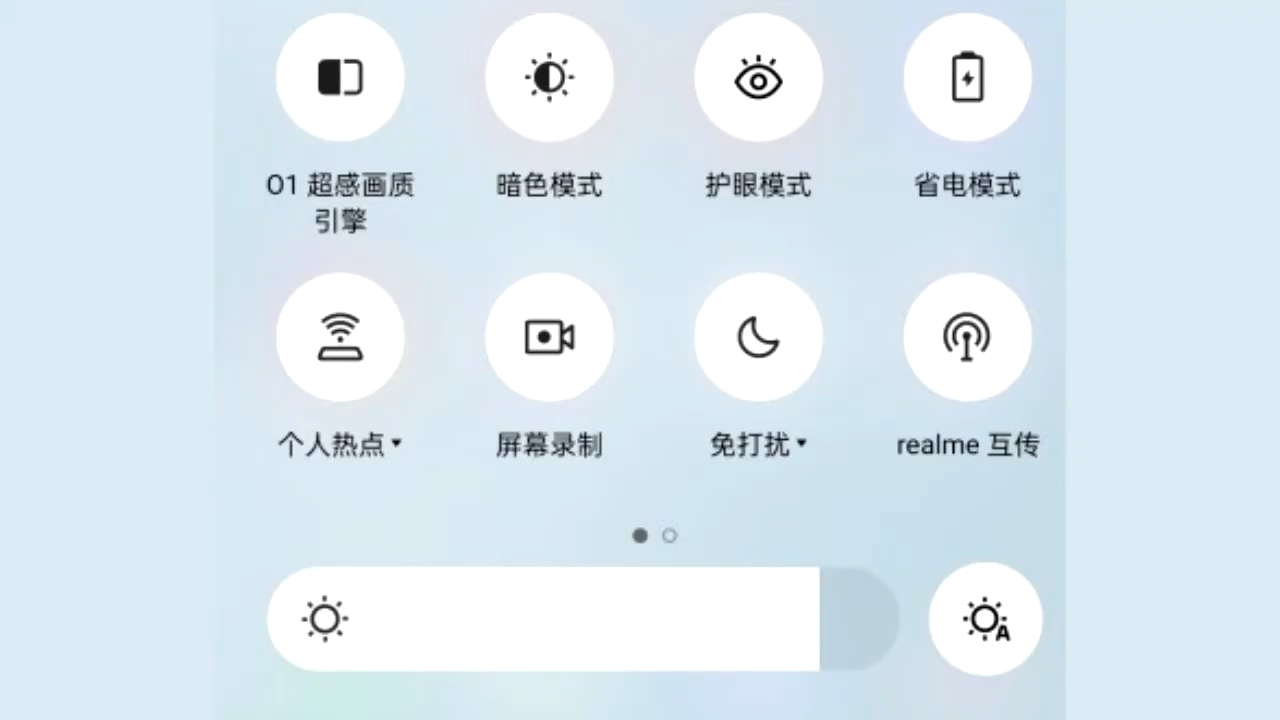 O1 超感画质
引擎
暗色模式
护眼模式
省电模式
个人热点
屏幕录制
免打扰
realme 互传
A